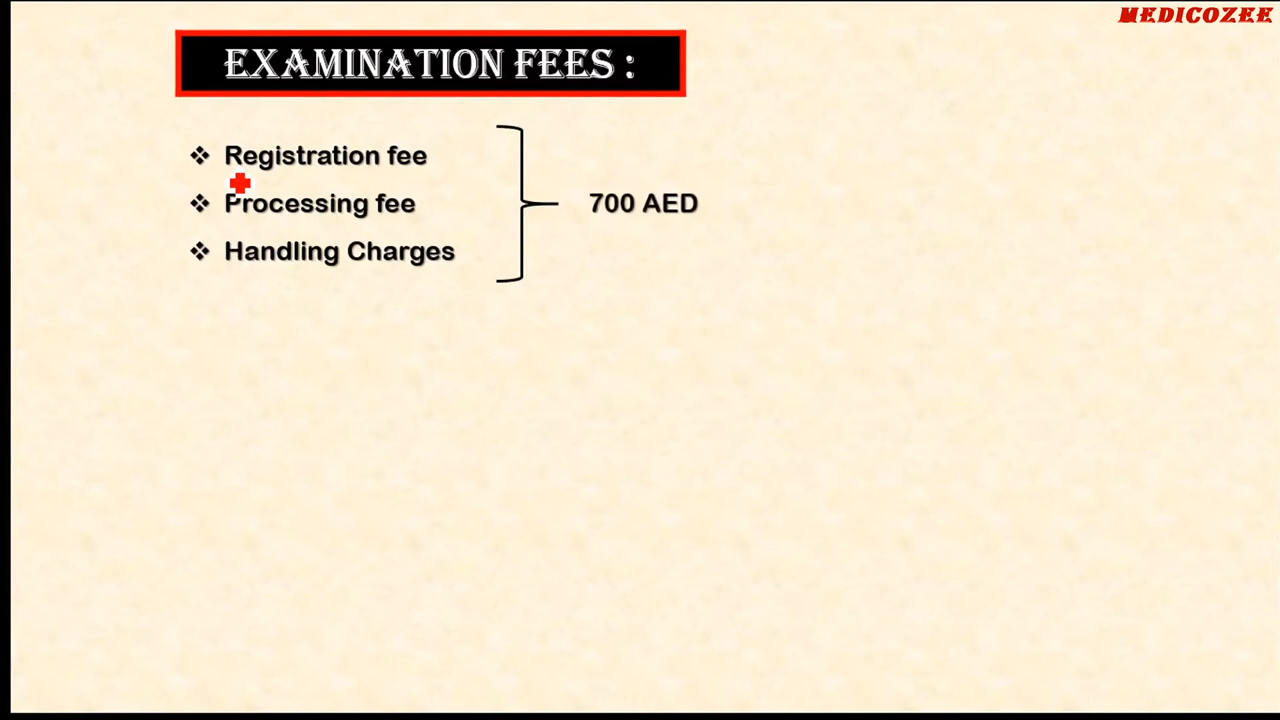 MEDICOZEE
EXAMINATION FEES :
❖ Registration fee
❖ Processing fee
❖ Handling Charges
700 AED